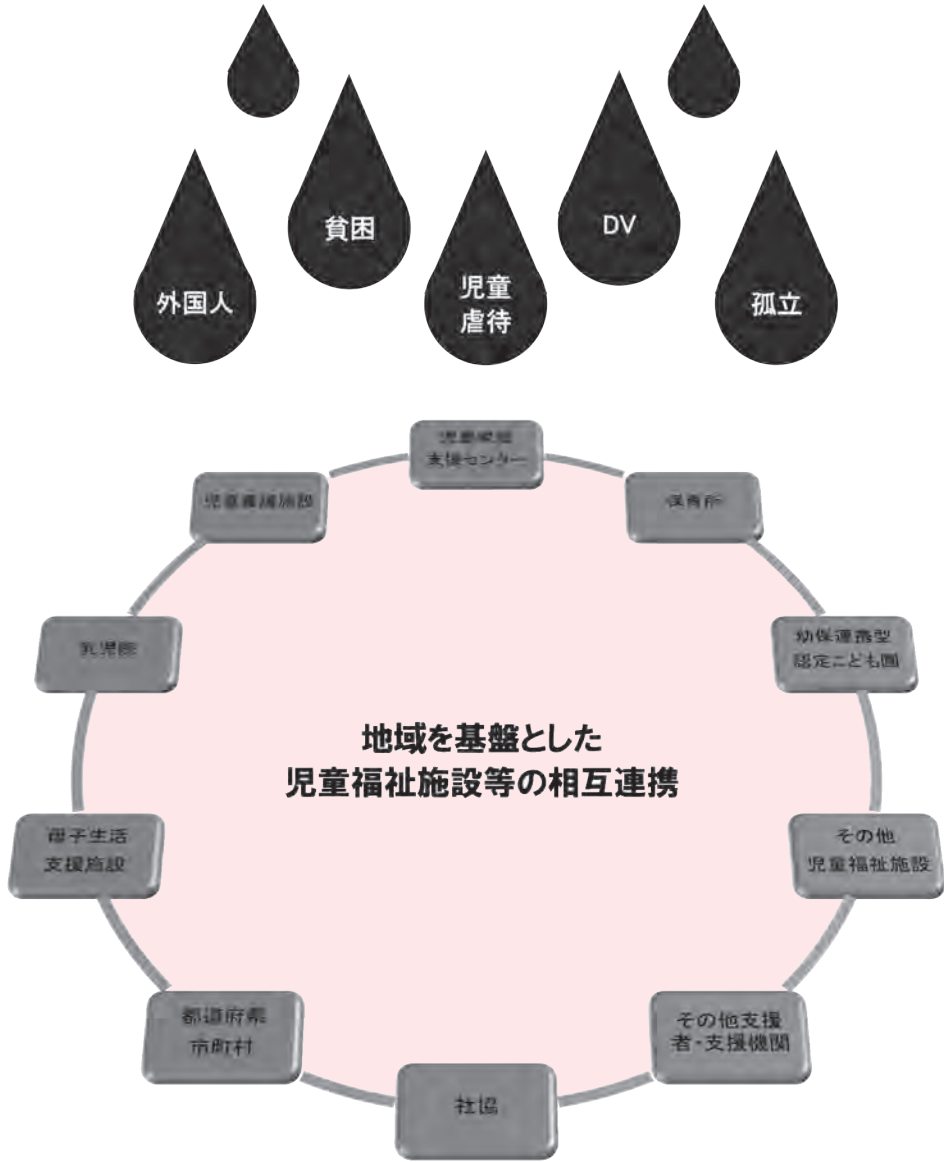 貧困
DV
外国人
児童
虐待
孤立
児童家庭
支援センター
児童養護施設
保育所
乳児院
幼保連携型
認定こども園
地域を基盤とした
児童福祉施設等の相互連携
母子生活
支援施設
その他
児童福祉施設
都道府県
市町村
その他支援
者・支援機関
社協